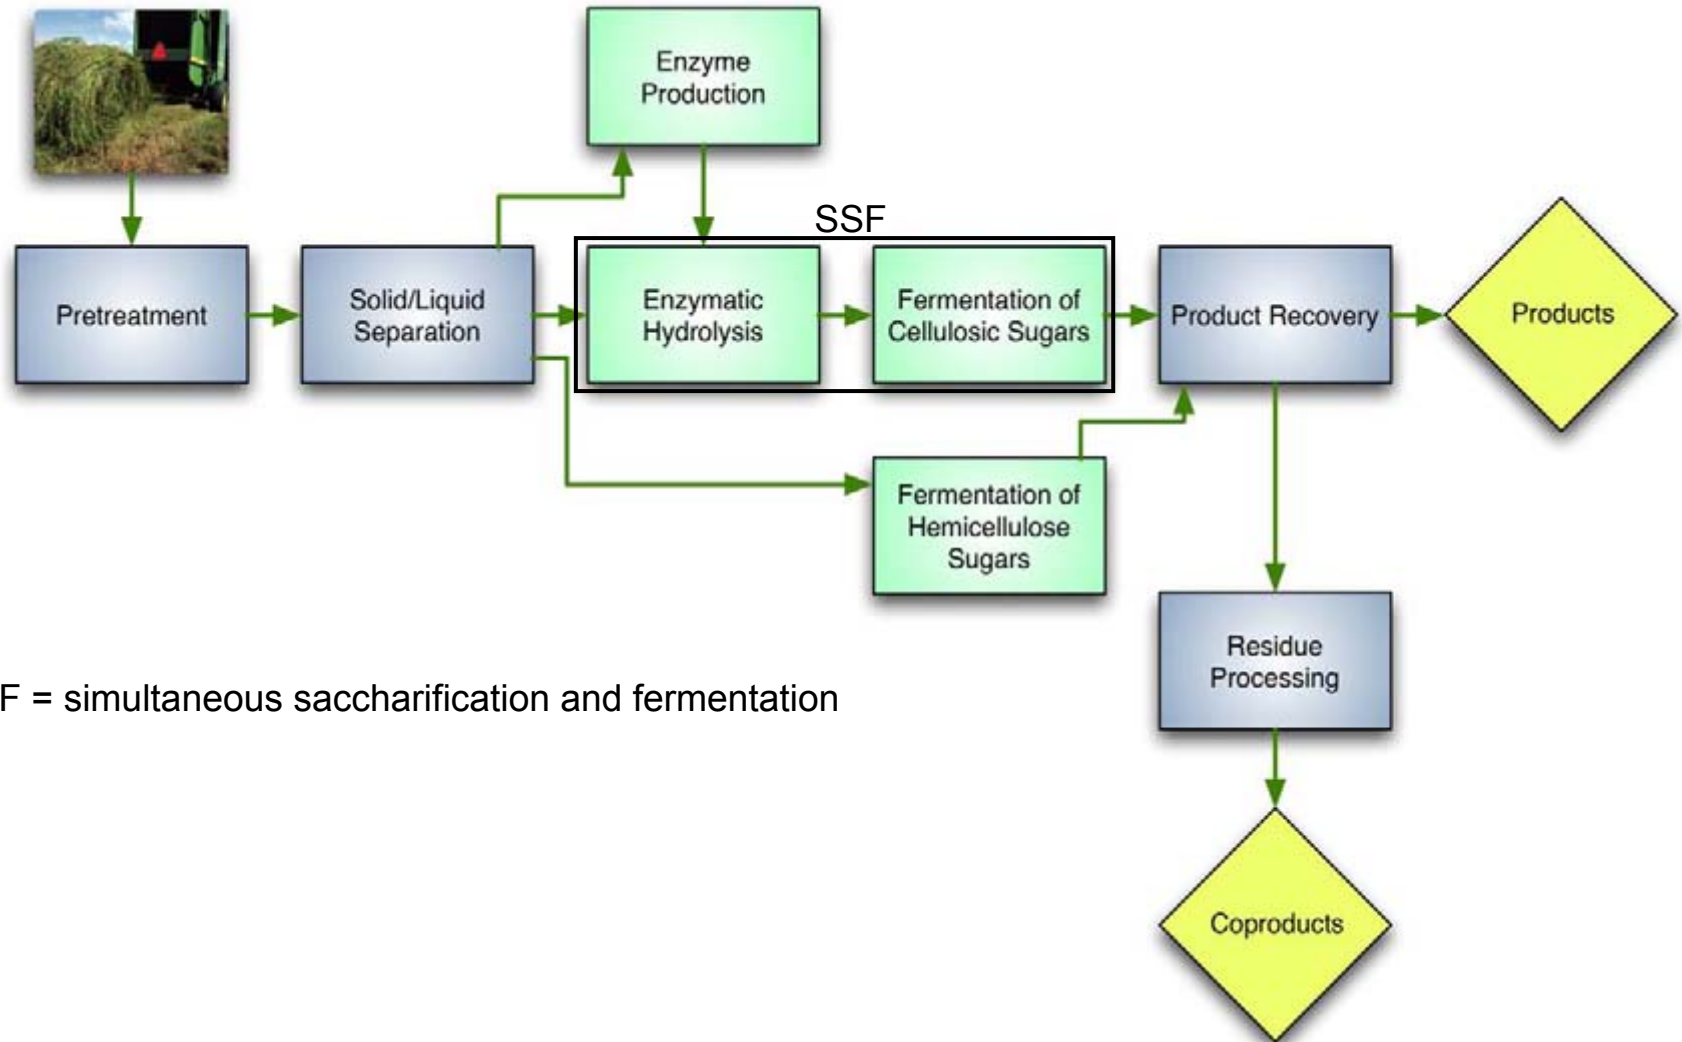 Enzyme
Production
SSF
Pretreatment
Solid/Liquid
Separation
Enzymatic
Hydrolysis
Fermentation of
Cellulosic Sugars
Product Recovery
Products
Fermentation of
Hemicellulose
Sugars
Residue
Processing
F = simultaneous saccharification and fermentation
Coproducts